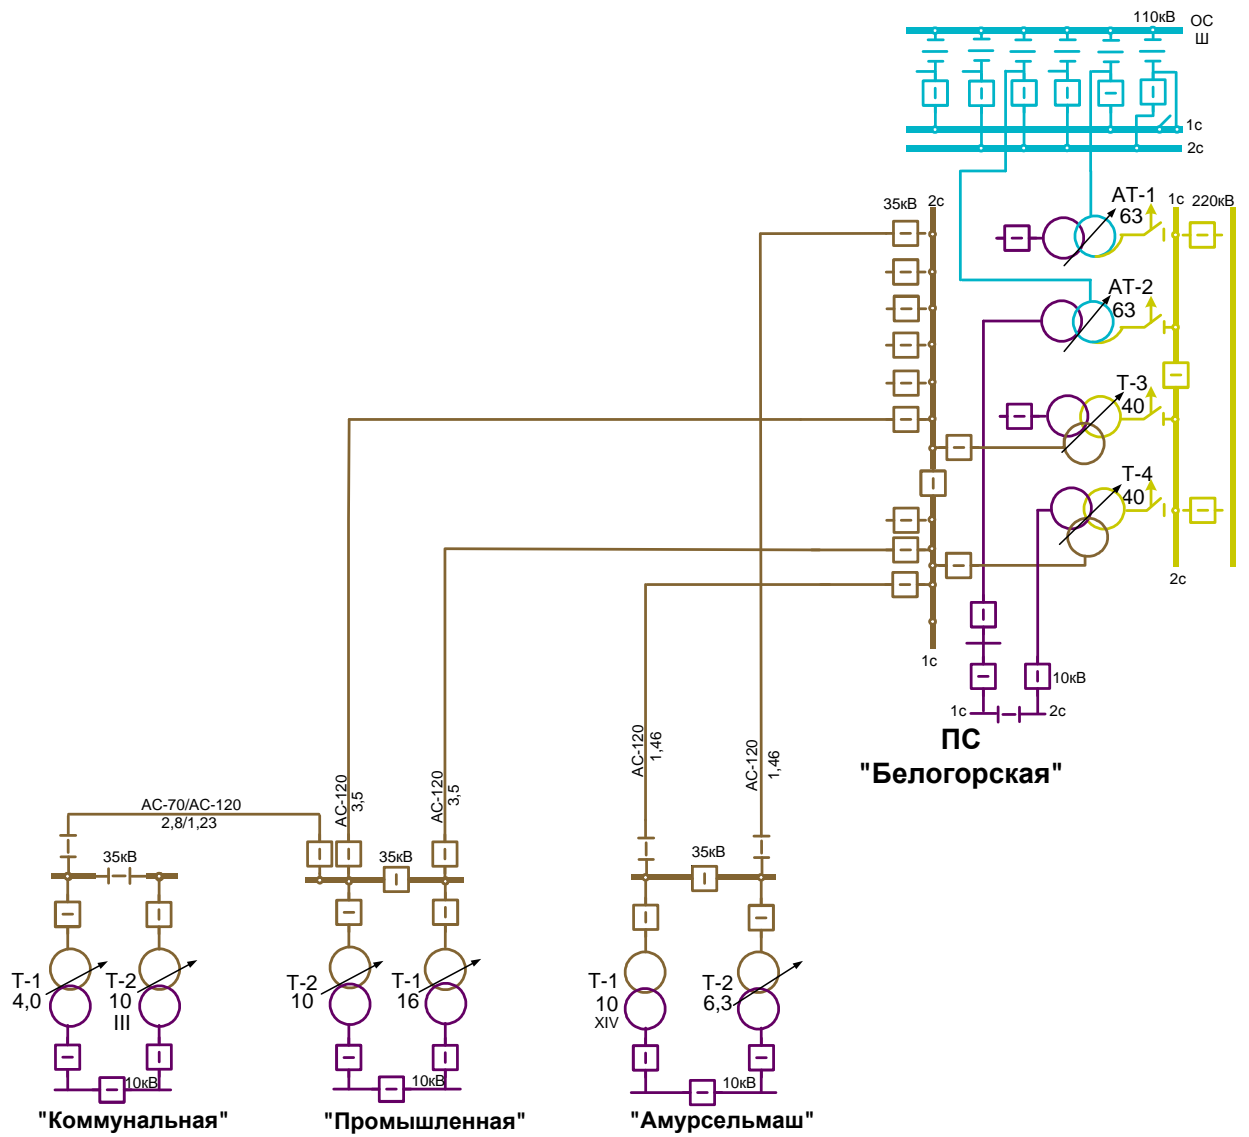 110кВ
ОС
Ш
1с
2с
35кВ
2с
АТ-1
63
1с
220кВ
АТ-2
63
Т-3
40
Т-4
40
2с
1с
10кВ
1с
2с
ПС
"Белогорская"
АС-120
1,46
АС-120
1,46
АС-120
3,5
АС-120
3,5
АС-70/АС-120
2,8/1,23
35кВ
35кВ
35кВ
Т-1
4,0
Т-2
10
III
Т-2
10
Т-1
16
Т-1
10
XIV
Т-2
6,3
10кВ
10кВ
10кВ
"Коммунальная"
"Промышленная"
"Амурсельмаш"